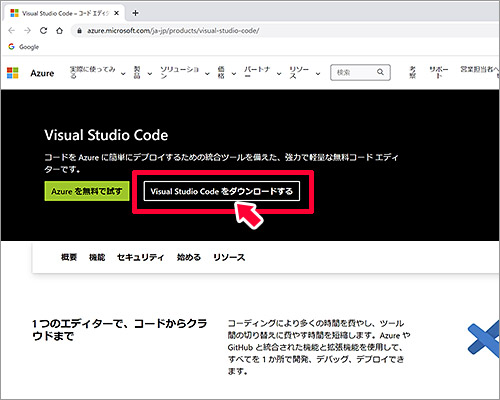 Visual Studio Code – コード エディタ
azure.microsoft.com/ja-jp/products/visual-studio-code/
Google
Azure
実際に使ってみる
製品
ソリューション
価格
パートナー
リソース
検索
考察
サポート
営業担当者へ
Visual Studio Code
コードを Azure に簡単にデプロイするための統合ツールを備えた、強力で軽量な無料コード エディ
ターです。
Azure を無料で試す
Visual Studio Code をダウンロードする
概要 機能 セキュリティ 始める リソース
1 つのエディターで、コードからクラ
ウドまで
コーディングにより多くの時間を費やし、ツール
間の切り替えに費やす時間を短縮します。Azure や
GitHub と統合された機能と拡張機能を使用して、
すべてを 1 か所で開発、デバッグ、デプロイでき
ます。